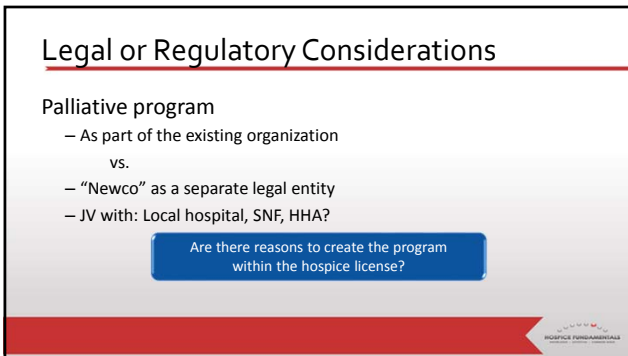 Legal or Regulatory Considerations
Palliative program
– As part of the existing organization
vs.
– “Newco” as a separate legal entity
– JV with: Local hospital, SNF, HHA?
Are there reasons to create the program
within the hospice license?
HOSPICE FUNDAMENTALS